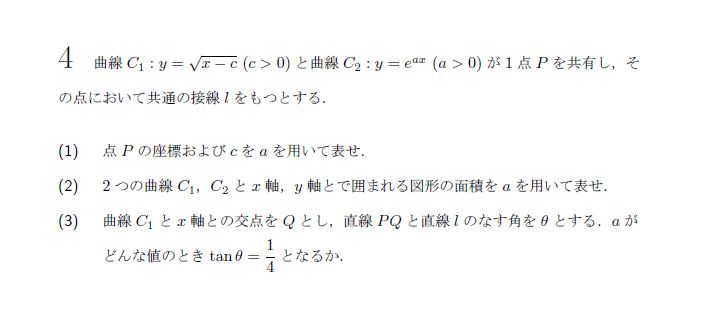 4 曲線 $C_1 : y = \sqrt{x-c}\ (c > 0)$ と曲線 $C_2 : y = e^{ax}\ (a > 0)$ が 1 点 $P$ を共有し，そ
の点において共通の接線 $l$ をもつとする．
(1) 点 $P$ の座標および $c$ を $a$ を用いて表せ．
(2) 2 つの曲線 $C_1$，$C_2$ と $x$ 軸，$y$ 軸とで囲まれる図形の面積を $a$ を用いて表せ．
(3) 曲線 $C_1$ と $x$ 軸との交点を $Q$ とし，直線 $PQ$ と直線 $l$ のなす角を $\theta$ とする．$a$ が
どんな値のとき $\tan\theta = \dfrac{1}{4}$ となるか．